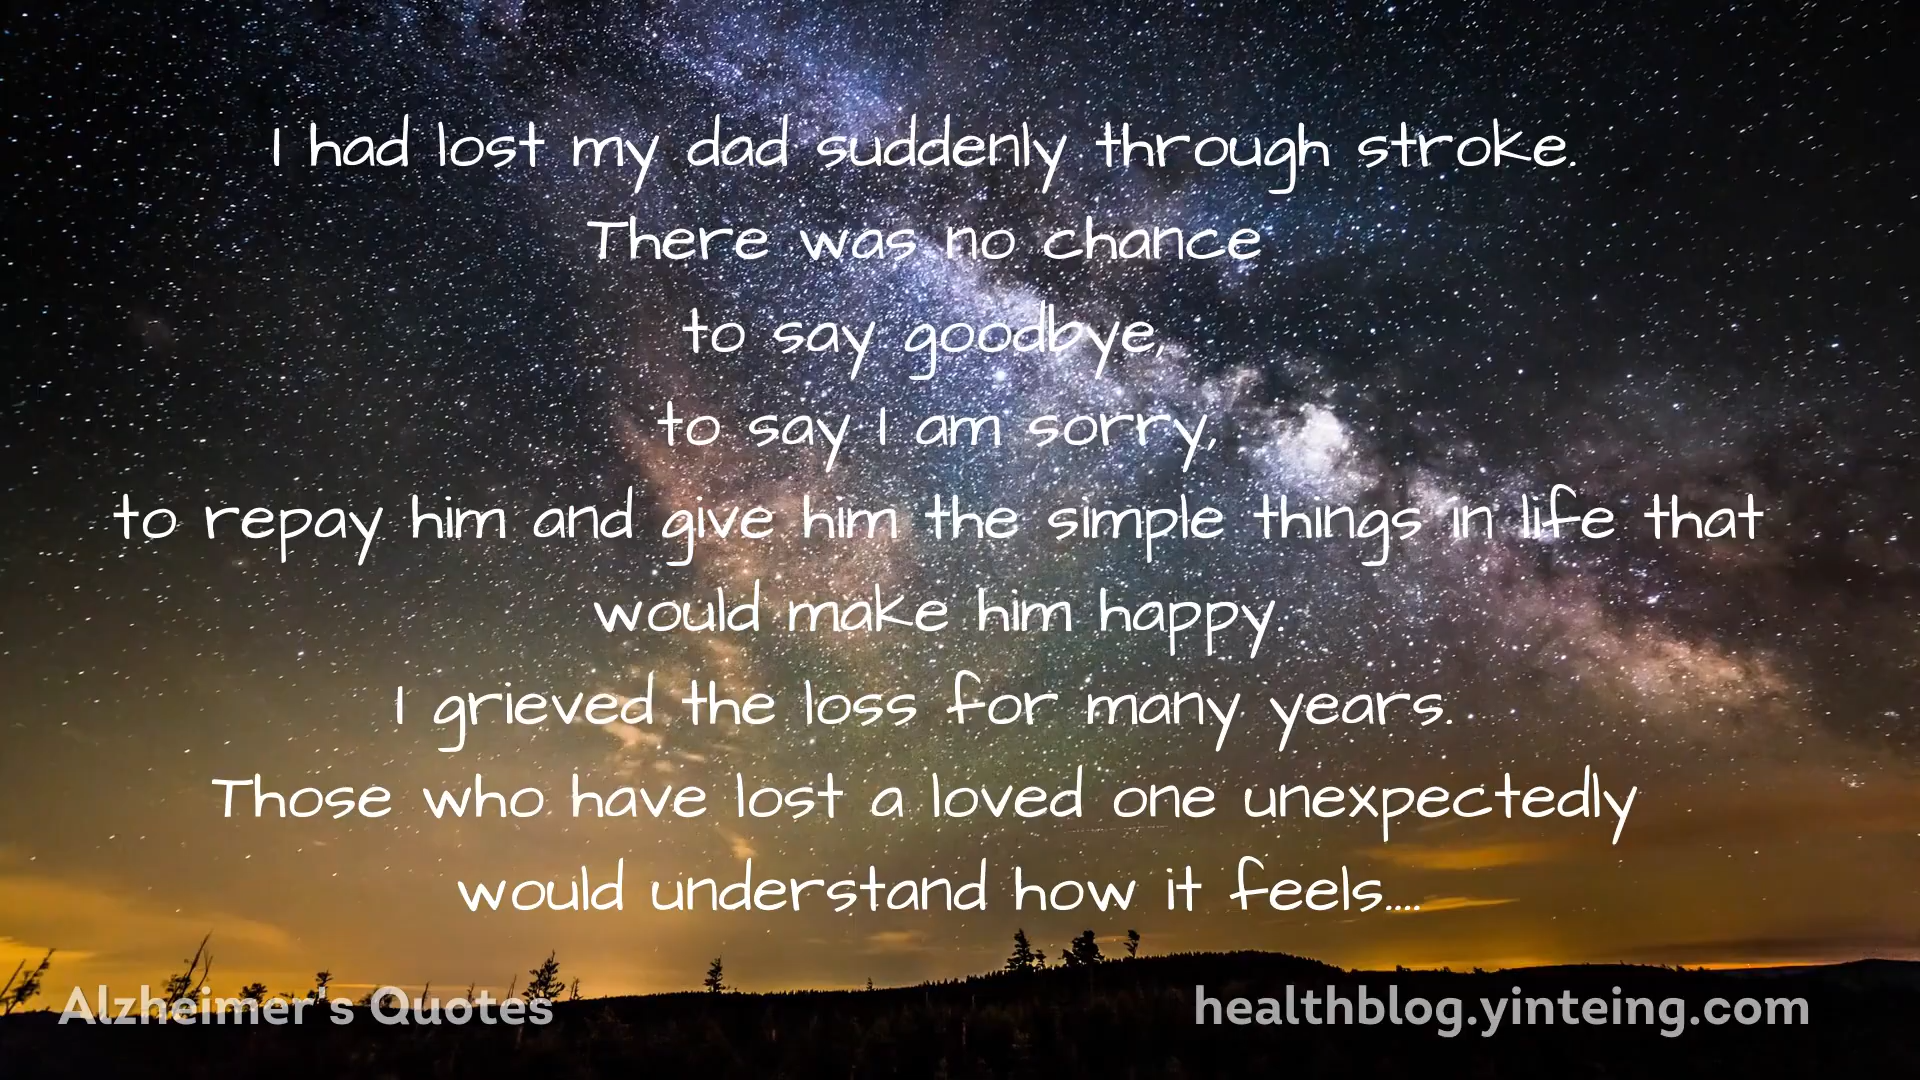 I had lost my dad suddenly through stroke.
There was no chance
to say goodbye,
to say I am sorry,
to repay him and give him the simple things in life that
would make him happy.
I grieved the loss for many years.
Those who have lost a loved one unexpectedly
would understand how it feels....
Alzheimer's Quotes
healthblog.yinteing.com